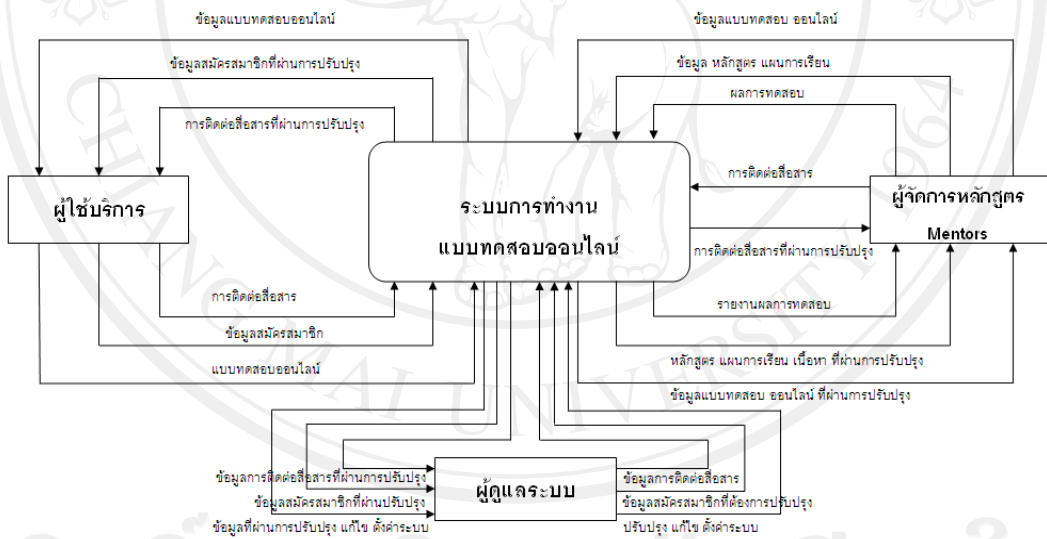 ข้อมูลแบบทดสอบออนไลน์
ข้อมูลแบบทดสอบ ออนไลน์
ข้อมูลสมัครสมาชิกที่ผ่านการปรับปรุง
ข้อมูล หลักสูตร แผนการเรียน
ผลการทดสอบ
การติดต่อสื่อสารที่ผ่านการปรับปรุง
การติดต่อสื่อสาร
ผู้ใช้บริการ
ระบบการทำงาน
แบบทดสอบออนไลน์
ผู้จัดการหลักสูตร
Mentors
การติดต่อสื่อสารที่ผ่านการปรับปรุง
การติดต่อสื่อสาร
รายงานผลการทดสอบ
ข้อมูลสมัครสมาชิก
หลักสูตร แผนการเรียน เนื้อหา ที่ผ่านการปรับปรุง
แบบทดสอบออนไลน์
ข้อมูลแบบทดสอบ ออนไลน์ ที่ผ่านการปรับปรุง
ข้อมูลการติดต่อสื่อสารที่ผ่านการปรับปรุง
ข้อมูลการติดต่อสื่อสาร
ผู้ดูแลระบบ
ข้อมูลสมัครสมาชิกที่ผ่านปรับปรุง
ข้อมูลสมัครสมาชิกที่ต้องการปรับปรุง
ข้อมูลที่ผ่านการปรับปรุง แก้ไข ตั้งค่าระบบ
ปรับปรุง แก้ไข ตั้งค่าระบบ
CHIANG MAI UNIVERSITY 1964